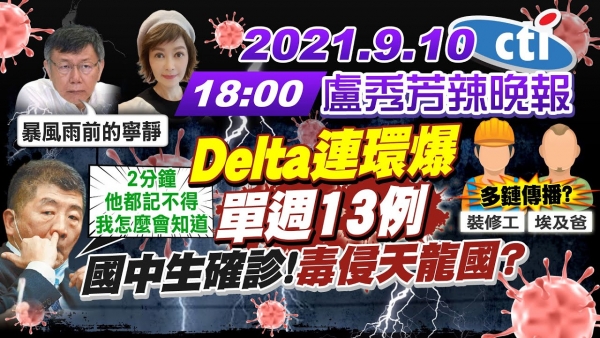 2021.9.10
cti
18:00
盧秀芳辣晚報
暴風雨前的寧靜
Delta連環爆
單週13例
2分鐘
他都記不得
我怎麼會知道
多鏈傳播?
裝修工
埃及爸
國中生確診!毒侵天龍國?